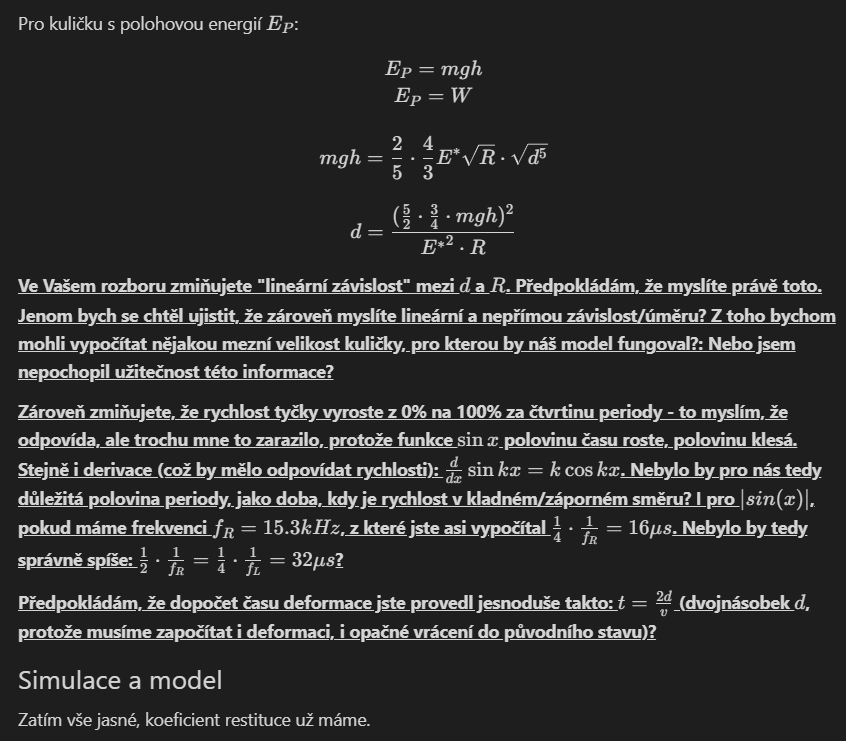 Pro kuličku s polohovou energií $E_P$:
$E_P = mgh$
$E_P = W$
$mgh = \frac{2}{5} \cdot \frac{4}{3} E^* \sqrt{R} \cdot \sqrt{d^5}$
$d = \frac{(\frac{5}{2} \cdot \frac{3}{4} \cdot mgh)^2}{E^{*2} \cdot R}$
Ve Vašem rozboru zmiňujete "lineární závislost" mezi $d$ a $R$. Předpokládám, že myslíte právě toto.
Jenom bych se chtěl ujistit, že zároveň myslíte lineární a nepřímou závislost/úměru? Z toho bychom
mohli vypočítat nějakou mezní velikost kuličky, pro kterou by náš model fungoval?: Nebo jsem
nepochopil užitečnost této informace?
Zároveň zmiňujete, že rychlost tyčky vyroste z 0% na 100% za čtvrtinu periody - to myslím, že
odpovída, ale trochu mne to zarazilo, protože funkce $\sin x$ polovinu času roste, polovinu klesá.
Stejně i derivace (což by mělo odpovídat rychlosti): $\frac{d}{dx} \sin kx = k \cos kx$. Nebylo by pro nás tedy
důležitá polovina periody, jako doba, kdy je rychlost v kladném/záporném směru? I pro $|sin(x)|$,
pokud máme frekvenci $f_R = 15.3kHz$, z které jste asi vypočítal $\frac{1}{4} \cdot \frac{1}{f_R} = 16\mu s$. Nebylo by tedy
správně spíše: $\frac{1}{2} \cdot \frac{1}{f_R} = \frac{1}{4} \cdot \frac{1}{f_L} = 32\mu s$?
Předpokládám, že dopočet času deformace jste provedl jesnoduše takto: $t = \frac{2d}{v}$ (dvojnásobek $d$,
protože musíme započítat i deformaci, i opačné vrácení do původního stavu)?
Simulace a model
Zatím vše jasné, koeficient restituce už máme.